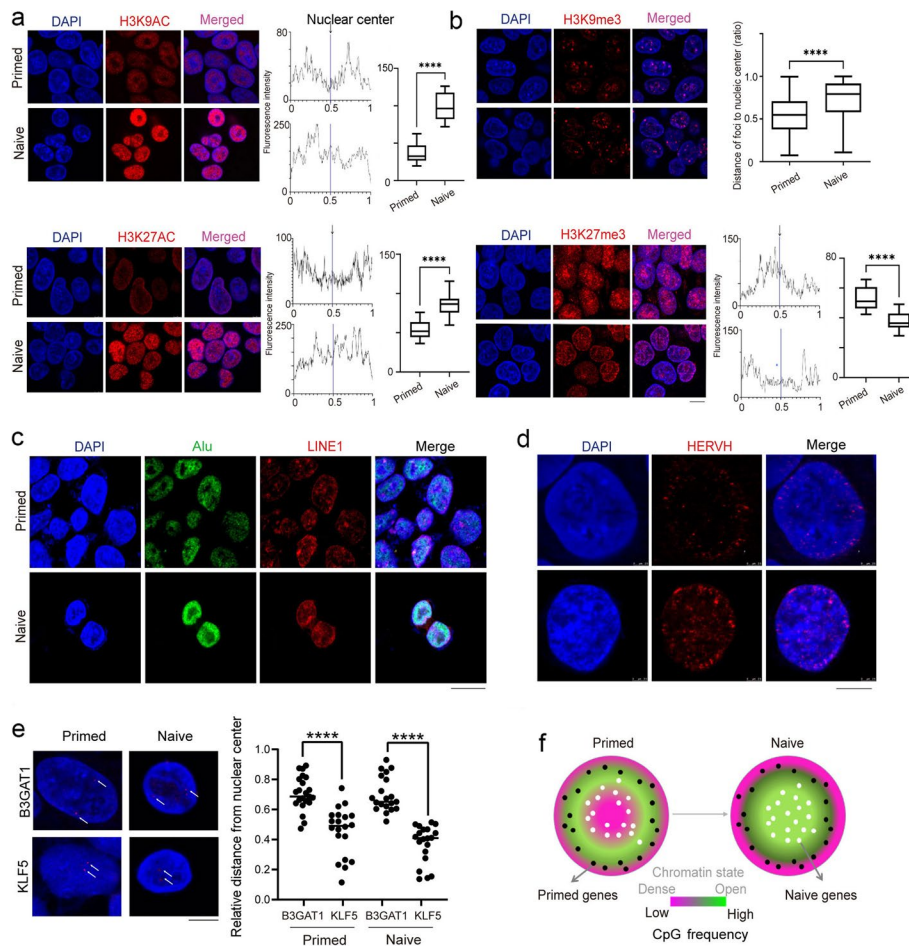 a
DAPI
H3K9AC
Merged
Nuclear center
Primed
Naive
Fluorescence intensity
80
0
250
0
0
0.5
1
150
0
****
Primed
Naive
DAPI
H3K27AC
Merged
Primed
Naive
Fluorescence intensity
100
0
250
0
0
0.5
1
150
0
****
Primed
Naive
b
DAPI
H3K9me3
Merged
Primed
Naive
Distance of foci to nucleic center (ratio)
1.0
0.5
0
****
Primed
Naive
DAPI
H3K27me3
Merged
Primed
Naive
Fluorescence intensity
150
0
150
0
0
0.5
1
80
0
****
Primed
Naive
c
DAPI
Alu
LINE1
Merge
Primed
Naive
d
DAPI
HERVH
Merge
e
Primed
Naive
B3GAT1
KLF5
Relative distance from nuclear center
1.0
0.8
0.6
0.4
0.2
0.0
****
****
B3GAT1 KLF5 B3GAT1 KLF5
Primed
Naive
f
Primed
Naive
Primed genes
Naive genes
Chromatin state
Dense
Open
Low
High
CpG frequency